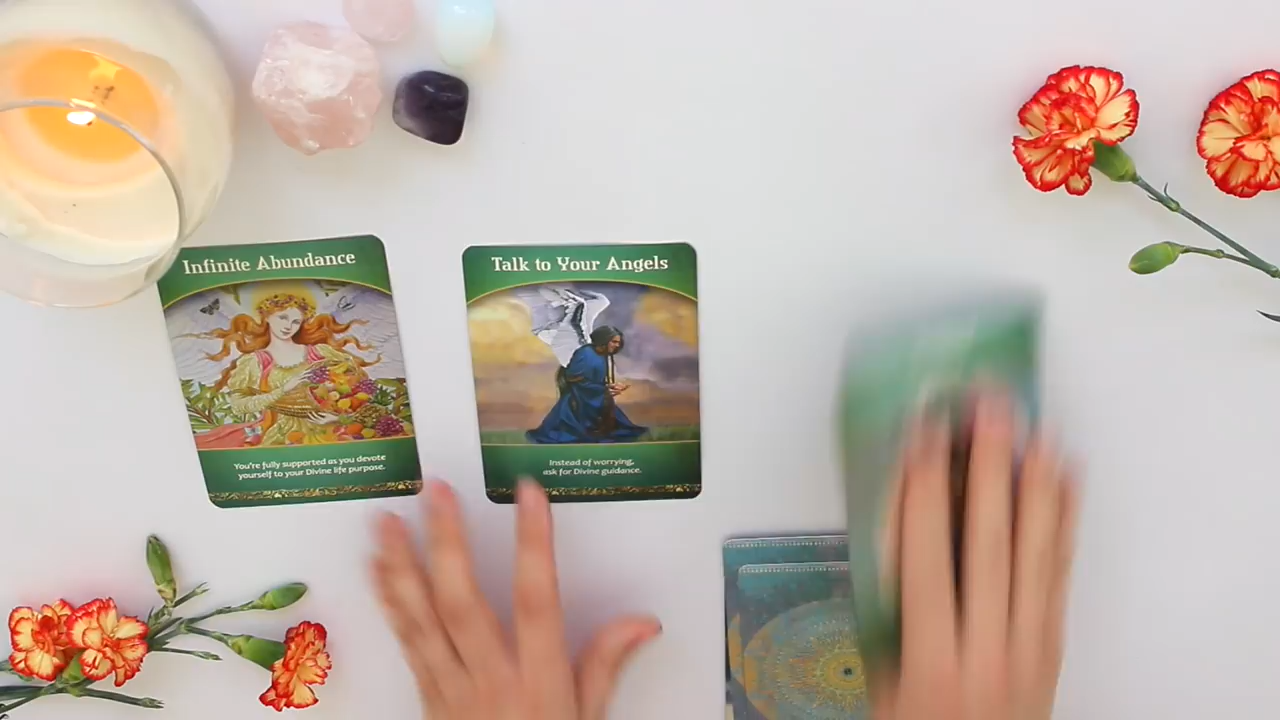 Infinite Abundance
You're fully supported as you devote
yourself to your Divine life purpose.
Talk to Your Angels
Instead of worrying,
ask for Divine guidance.